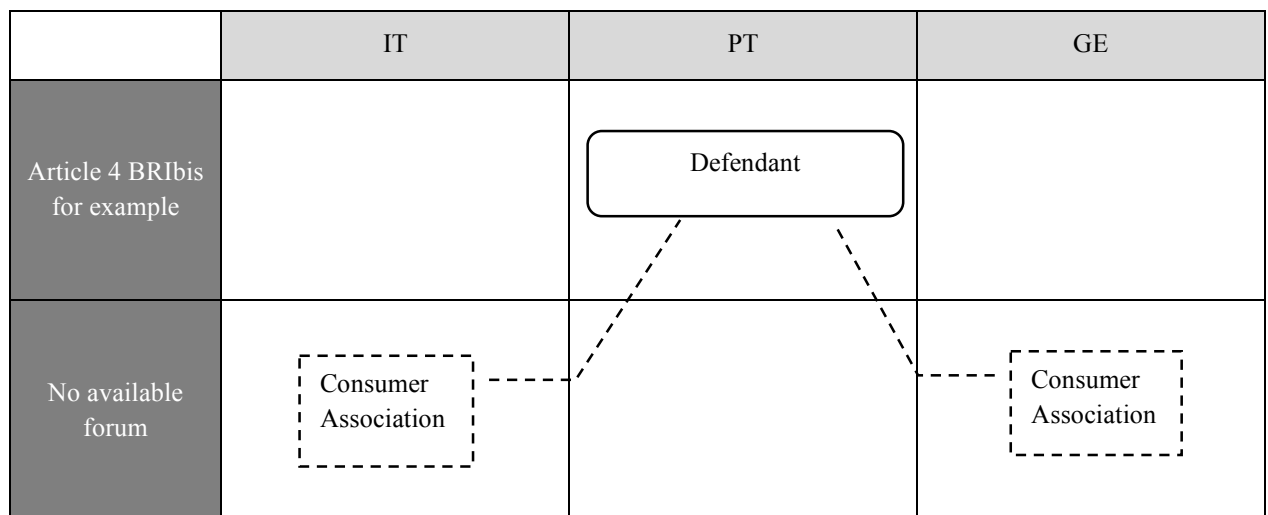 IT
PT
GE
Article 4 BRIbis
for example
Defendant
No available
forum
Consumer
Association
Consumer
Association